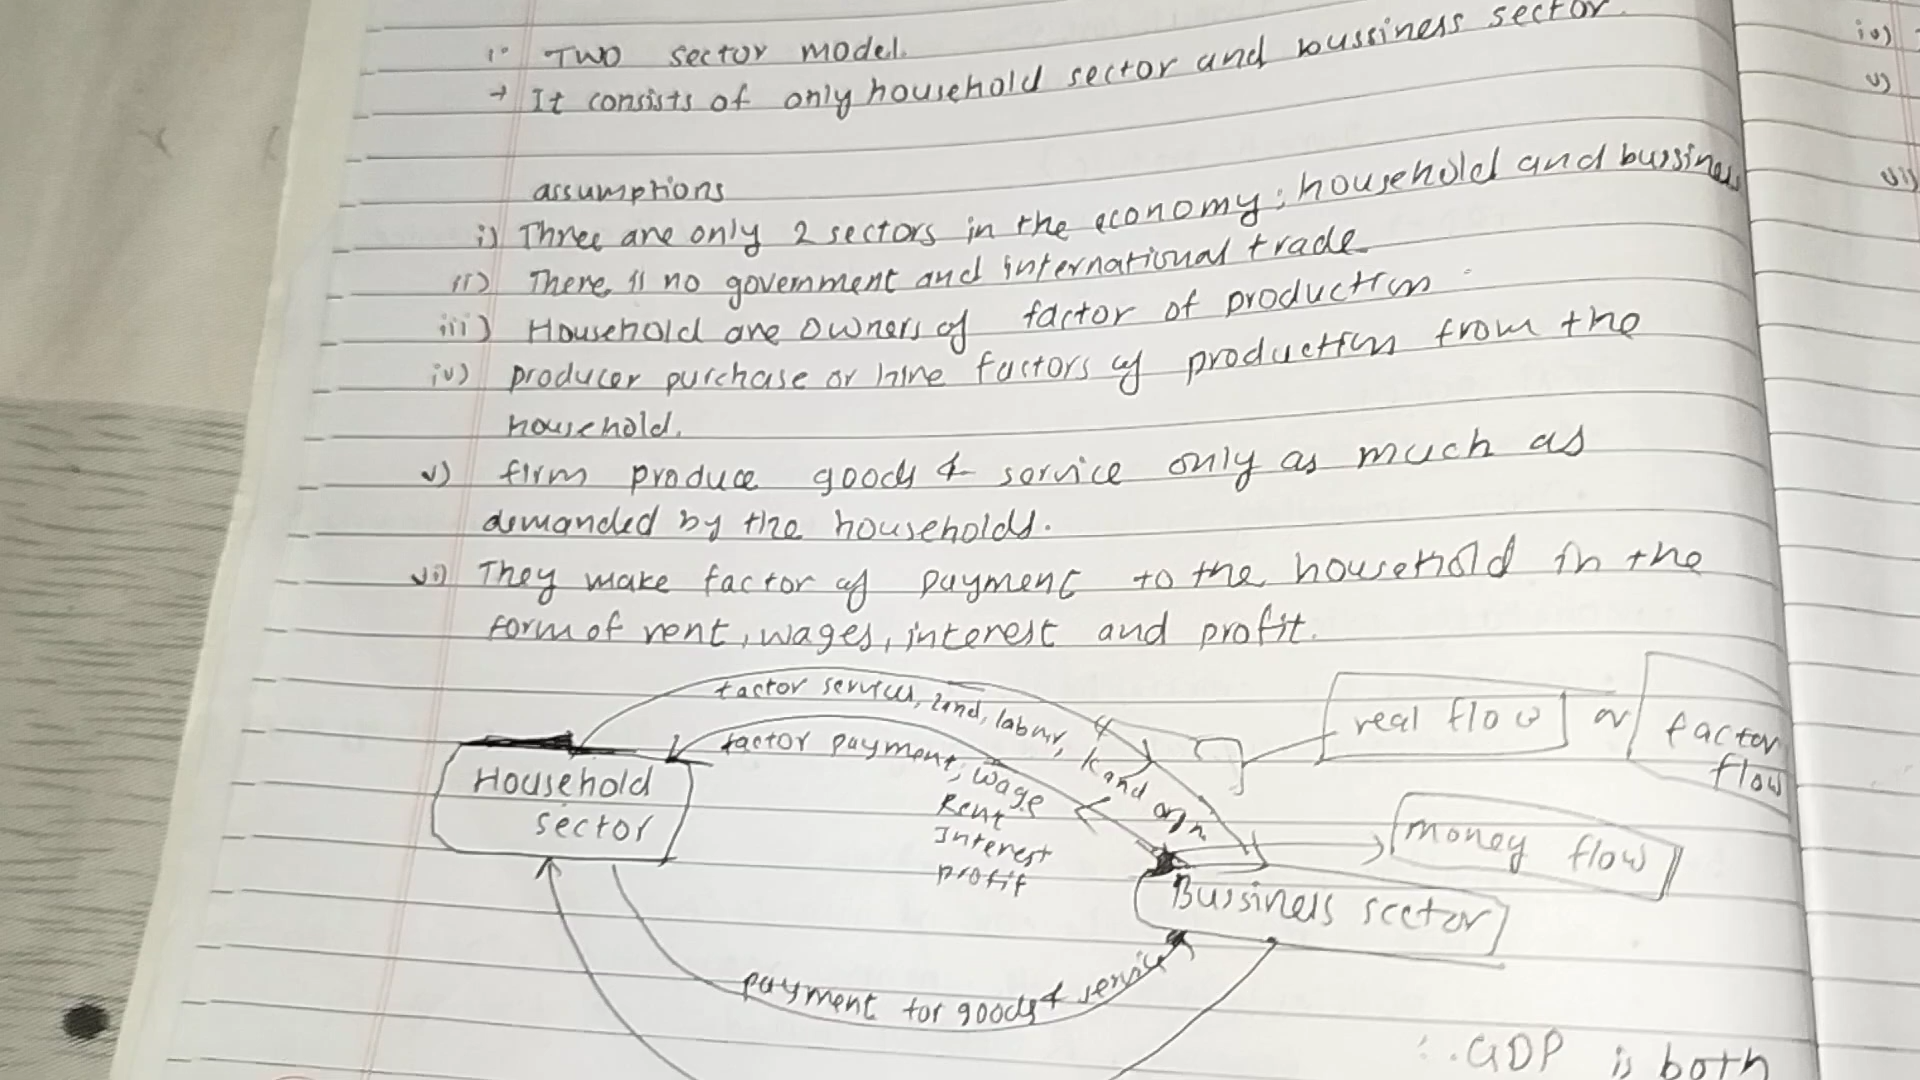 1. Two sector model.
→ It consists of only household sector and bussiness sector.
assumptions
i) Three are only 2 sectors in the economy; household and bussiness
ii) There is no government and international trade
iii) Household are owners of factor of production.
iv) producer purchase or hire factors of production from the
household.
v) firm produce goods & service only as much as
demanded by the households.
vi) They make factor of payment to the household in the
form of rent, wages, interest and profit.
factor services, land, labour, k and orgn
factor payment, wage
Rent
Interest
profit
real flow or factor
flow
Household
sector
money flow
Bussiness sector
payment for goods & service
∴ GDP is both
iv)
v)
vi)